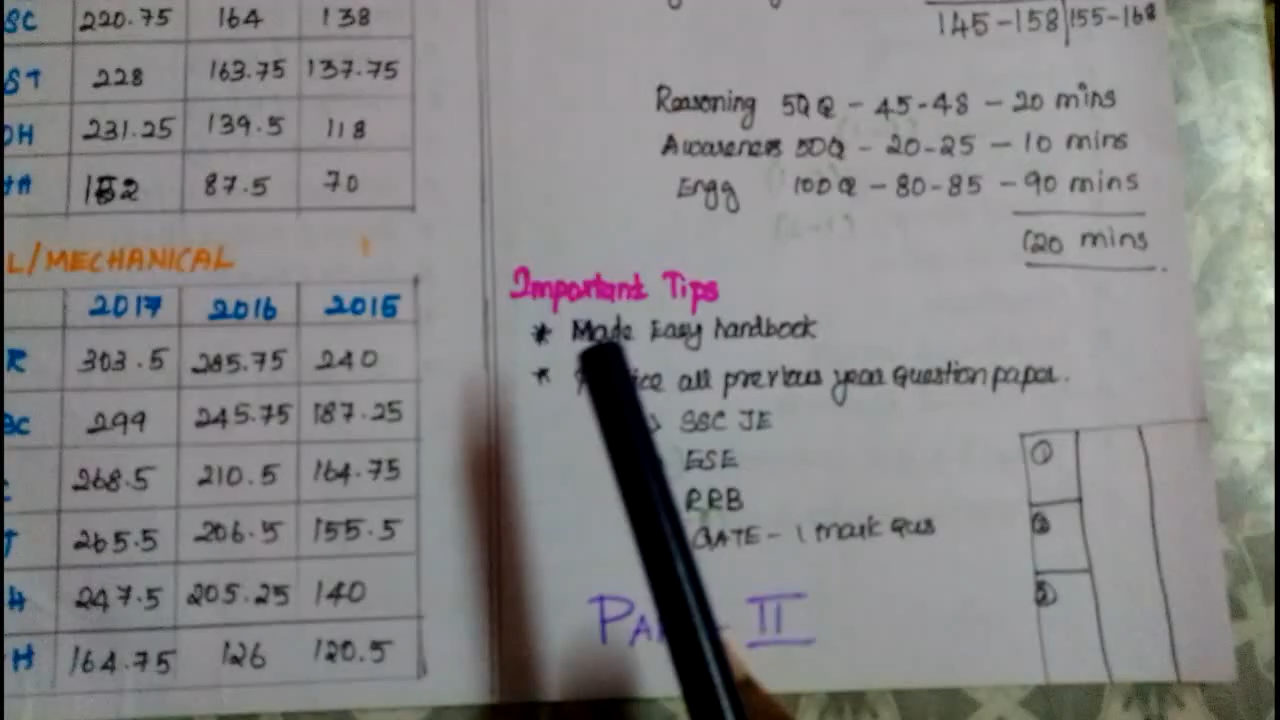 SC 220.75 164 138
ST 228 163.75 137.75
OH 231.25 139.5 118
HH 152 87.5 70
L/MECHANICAL
2017 2016 2015
R 303.5 285.75 240
BC 299 245.75 187.25
268.5 210.5 164.75
T 265.5 206.5 155.5
H 247.5 205.25 140
H 164.75 126 120.5
145-158 155-168
Reasoning 50Q - 45-48 - 20 mins
Awareness 50Q - 20-25 - 10 mins
Engg 100Q - 80-85 - 90 mins
120 mins
Important Tips
* Made Easy handbook
* all previous year Question paper.
SSC JE
ESE
RRB
GATE - 1 mark Qus
II
1
2
3